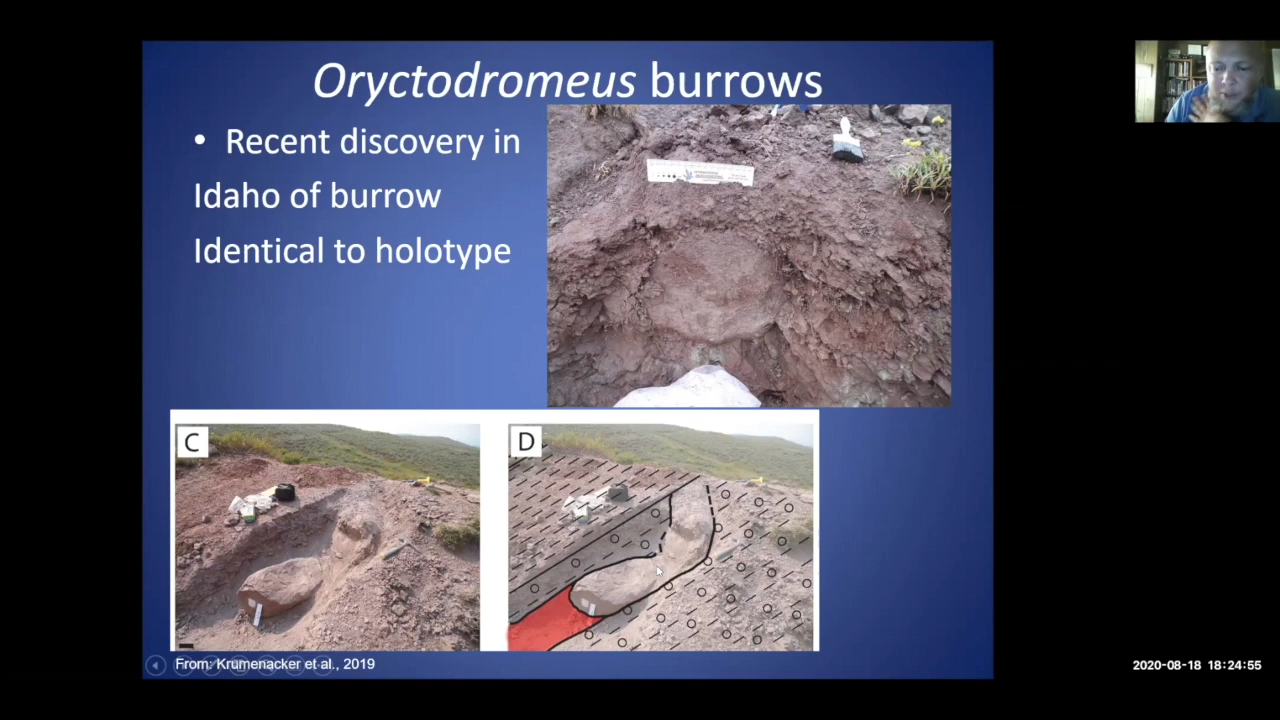 Oryctodromeus burrows
• Recent discovery in
Idaho of burrow
Identical to holotype
C
D
From: Krumenacker et al., 2019
2020-08-18 18:24:55